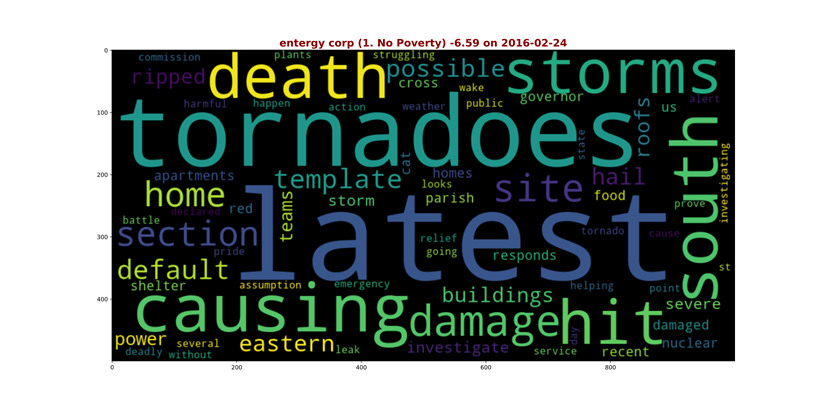 entergy corp (1. No Poverty) -6.59 on 2016-02-24
0
100
200
300
400
0
200
400
600
800
commission
plants
struggling
ripped
death
possible
storms
cross
wake
harmful
happen
action
weather
public
governor
us
alert
tornadoes
roofs
state
cat
south
investigating
apartments
template
homes
looks
site
hail
home
storm
parish
food
prove
declared
red
teams
battle
latest
section
relief
going
tornado
cause
pride
responds
default
st
shelter
assumption
emergency
helping
point
causing
buildings
severe
damage
hit
damaged
day
power
several
eastern
leak
investigate
nuclear
deadly
without
service
recent